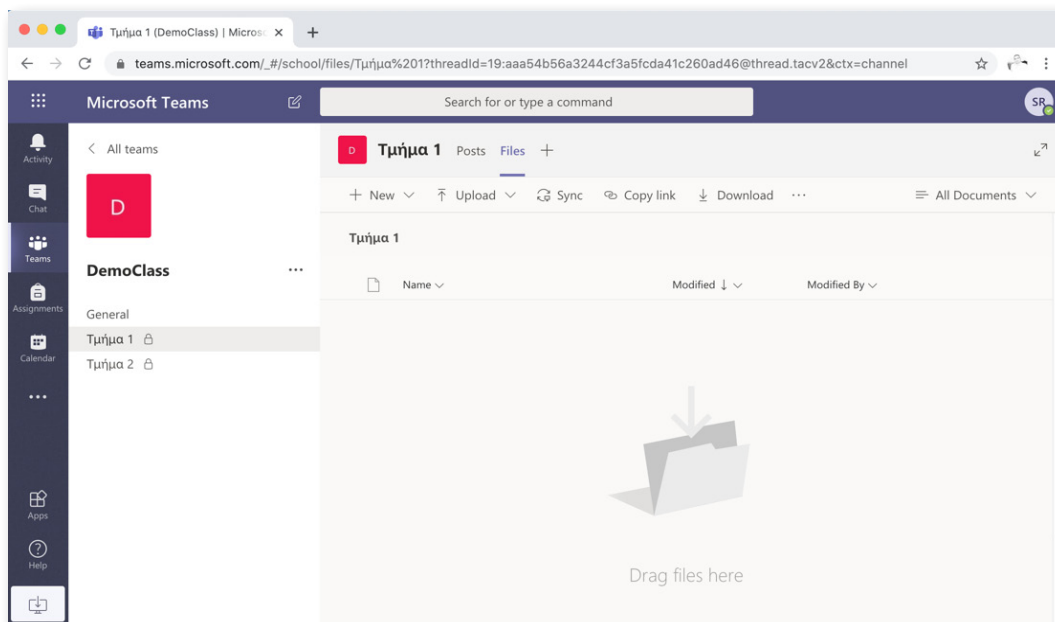 Τμήμα 1 (DemoClass) | Micros
teams.microsoft.com/_#/school/files/Τμήμα%201?threadId=19:aaa54b56a3244cf3a5fcda41c260ad46@thread.tacv2&ctx=channel
Microsoft Teams
Search for or type a command
SR
Activity
Chat
Teams
Assignments
Calendar
Apps
Help
All teams
D
DemoClass
General
Τμήμα 1
Τμήμα 2
D Τμήμα 1 Posts Files
New Upload Sync Copy link Download All Documents
Τμήμα 1
Name Modified Modified By
Drag files here